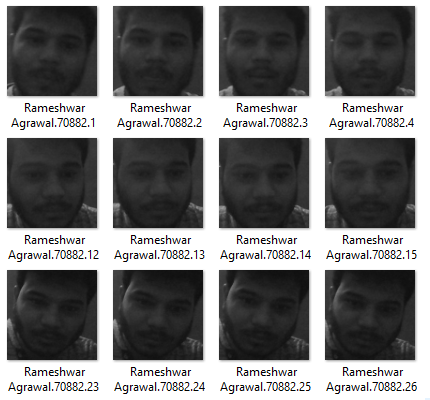 Rameshwar
Agrawal.70882.1
Rameshwar
Agrawal.70882.2
Rameshwar
Agrawal.70882.3
Rameshwar
Agrawal.70882.4
Rameshwar
Agrawal.70882.12
Rameshwar
Agrawal.70882.13
Rameshwar
Agrawal.70882.14
Rameshwar
Agrawal.70882.15
Rameshwar
Agrawal.70882.23
Rameshwar
Agrawal.70882.24
Rameshwar
Agrawal.70882.25
Rameshwar
Agrawal.70882.26